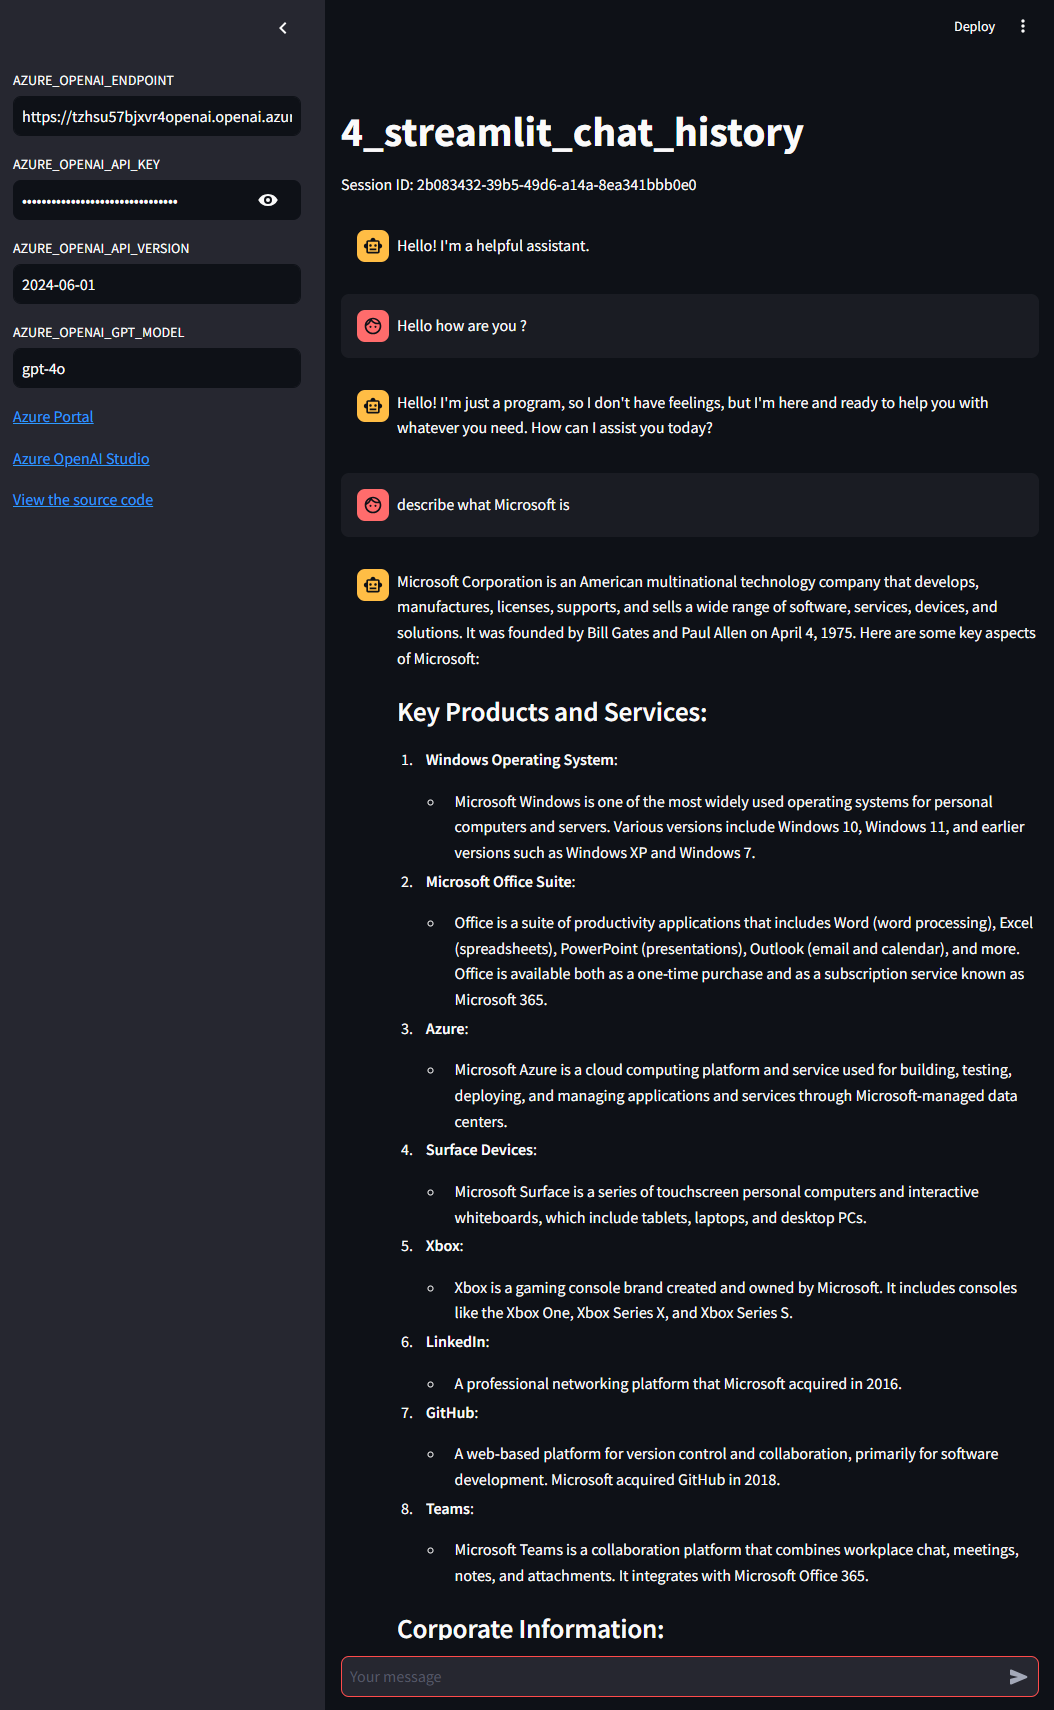 Deploy
AZURE_OPENAI_ENDPOINT
https://tzhsu57bjxvr4openai.openai.azur
AZURE_OPENAI_API_KEY
AZURE_OPENAI_API_VERSION
2024-06-01
AZURE_OPENAI_GPT_MODEL
gpt-4o
Azure Portal
Azure OpenAI Studio
View the source code
4_streamlit_chat_history
Session ID: 2b083432-39b5-49d6-a14a-8ea341bbb0e0
Hello! I'm a helpful assistant.
Hello how are you ?
Hello! I'm just a program, so I don't have feelings, but I'm here and ready to help you with
whatever you need. How can I assist you today?
describe what Microsoft is
Microsoft Corporation is an American multinational technology company that develops,
manufactures, licenses, supports, and sells a wide range of software, services, devices, and
solutions. It was founded by Bill Gates and Paul Allen on April 4, 1975. Here are some key aspects
of Microsoft:
Key Products and Services:
1. Windows Operating System:
◦ Microsoft Windows is one of the most widely used operating systems for personal
computers and servers. Various versions include Windows 10, Windows 11, and earlier
versions such as Windows XP and Windows 7.
2. Microsoft Office Suite:
◦ Office is a suite of productivity applications that includes Word (word processing), Excel
(spreadsheets), PowerPoint (presentations), Outlook (email and calendar), and more.
Office is available both as a one-time purchase and as a subscription service known as
Microsoft 365.
3. Azure:
◦ Microsoft Azure is a cloud computing platform and service used for building, testing,
deploying, and managing applications and services through Microsoft-managed data
centers.
4. Surface Devices:
◦ Microsoft Surface is a series of touchscreen personal computers and interactive
whiteboards, which include tablets, laptops, and desktop PCs.
5. Xbox:
◦ Xbox is a gaming console brand created and owned by Microsoft. It includes consoles
like the Xbox One, Xbox Series X, and Xbox Series S.
6. LinkedIn:
◦ A professional networking platform that Microsoft acquired in 2016.
7. GitHub:
◦ A web-based platform for version control and collaboration, primarily for software
development. Microsoft acquired GitHub in 2018.
8. Teams:
◦ Microsoft Teams is a collaboration platform that combines workplace chat, meetings,
notes, and attachments. It integrates with Microsoft Office 365.
Corporate Information:
Your message